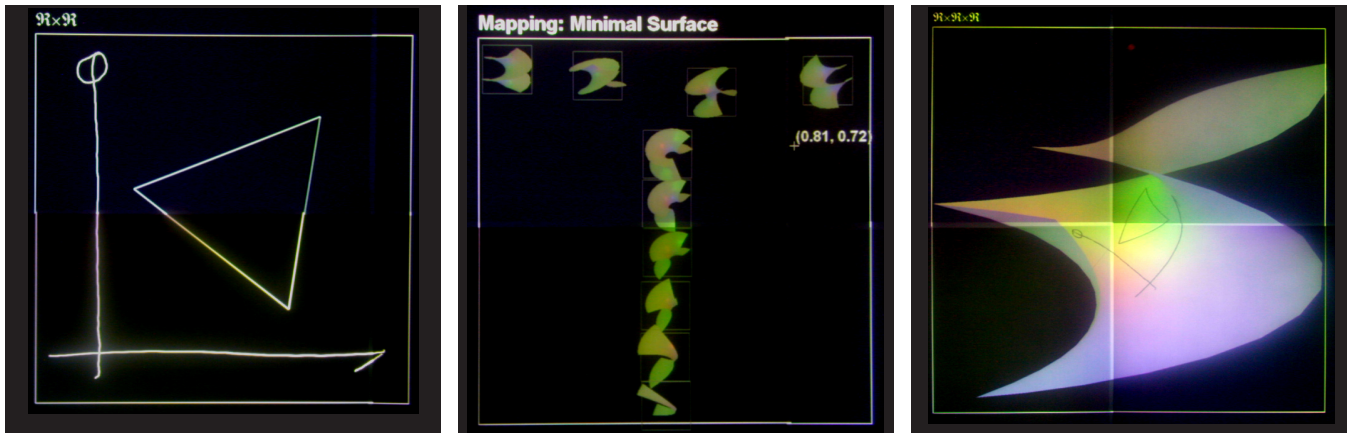 ℜ×ℜ
Mapping: Minimal Surface
(0.81, 0.72)
ℜ×ℜ×ℜ